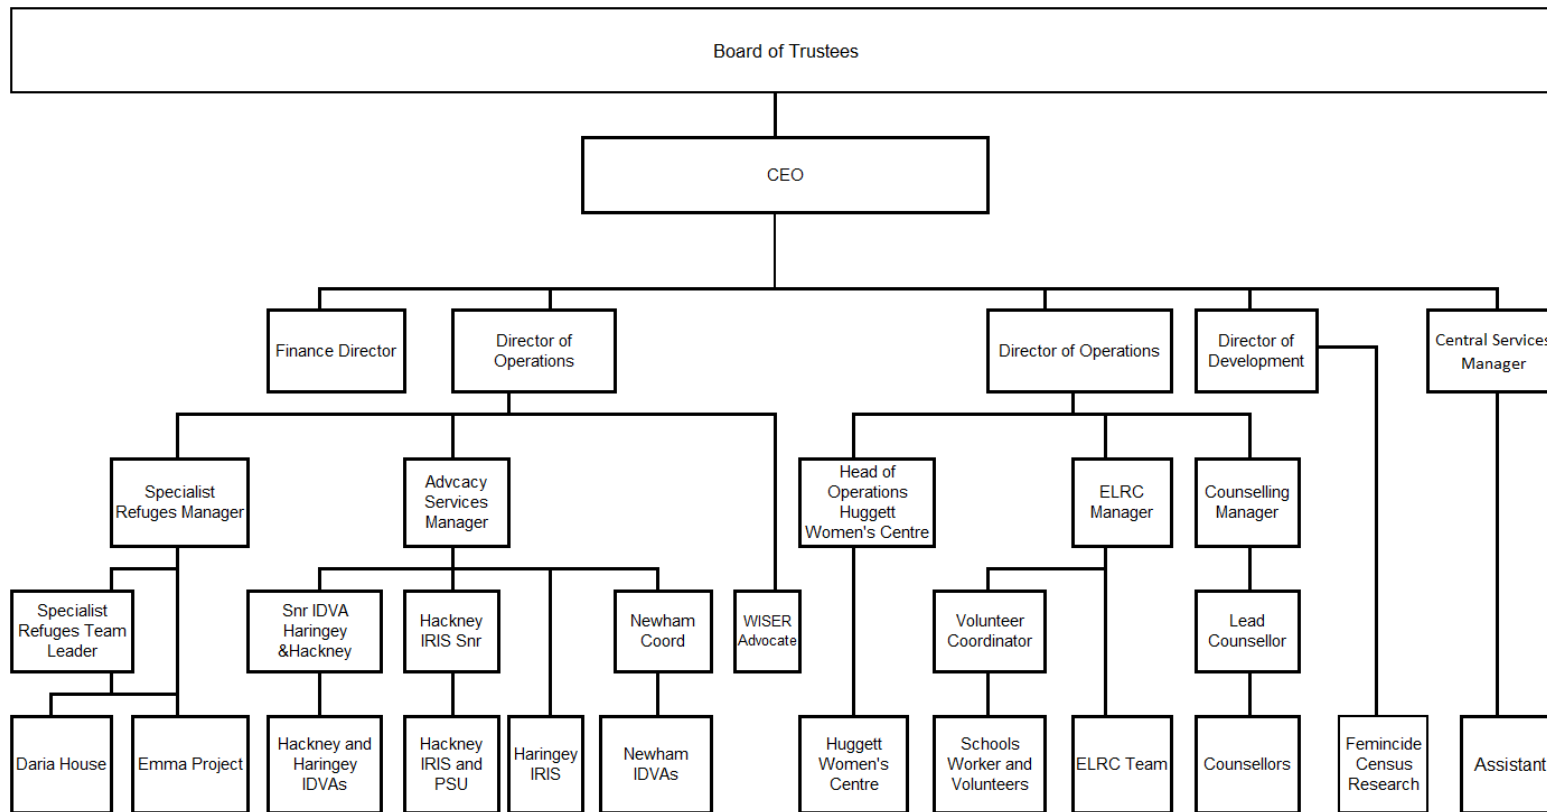 Board of Trustees
CEO
Finance Director
Director of
Operations
Director of Operations
Director of
Development
Central Services
Manager
Specialist
Refuges Manager
Advcacy
Services
Manager
Head of
Operations
Huggett
Women's Centre
ELRC
Manager
Counselling
Manager
Specialist
Refuges Team
Leader
Snr IDVA
Haringey
&Hackney
Hackney
IRIS Snr
Newham
Coord
WISER
Advocate
Volunteer
Coordinator
Lead
Counsellor
Daria House
Emma Project
Hackney and
Haringey
IDVAs
Hackney
IRIS and
PSU
Haringey
IRIS
Newham
IDVAs
Huggett
Women's
Centre
Schools
Worker and
Volunteers
ELRC Team
Counsellors
Femincide
Census
Research
Assistant